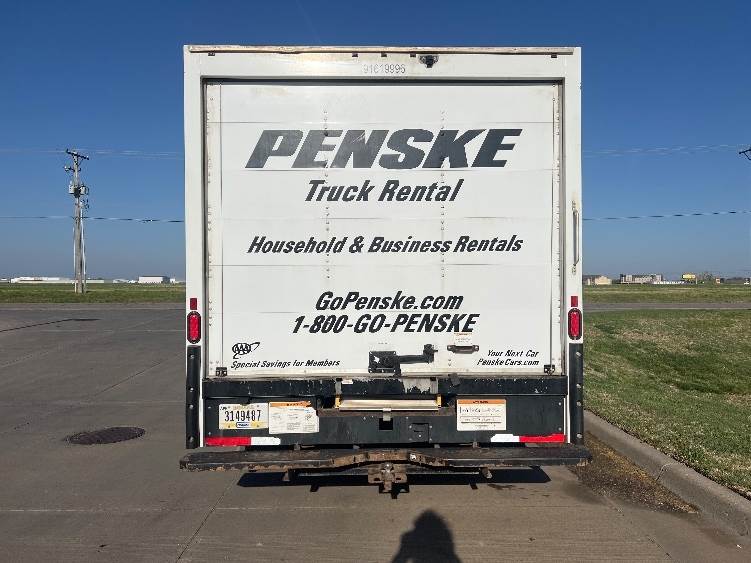 91619996
PENSKE
Truck Rental
Household & Business Rentals
GoPenske.com
1-800-GO-PENSKE
AAA
Special Savings for Members
Your Next Car
PenskeCars.com
3149487